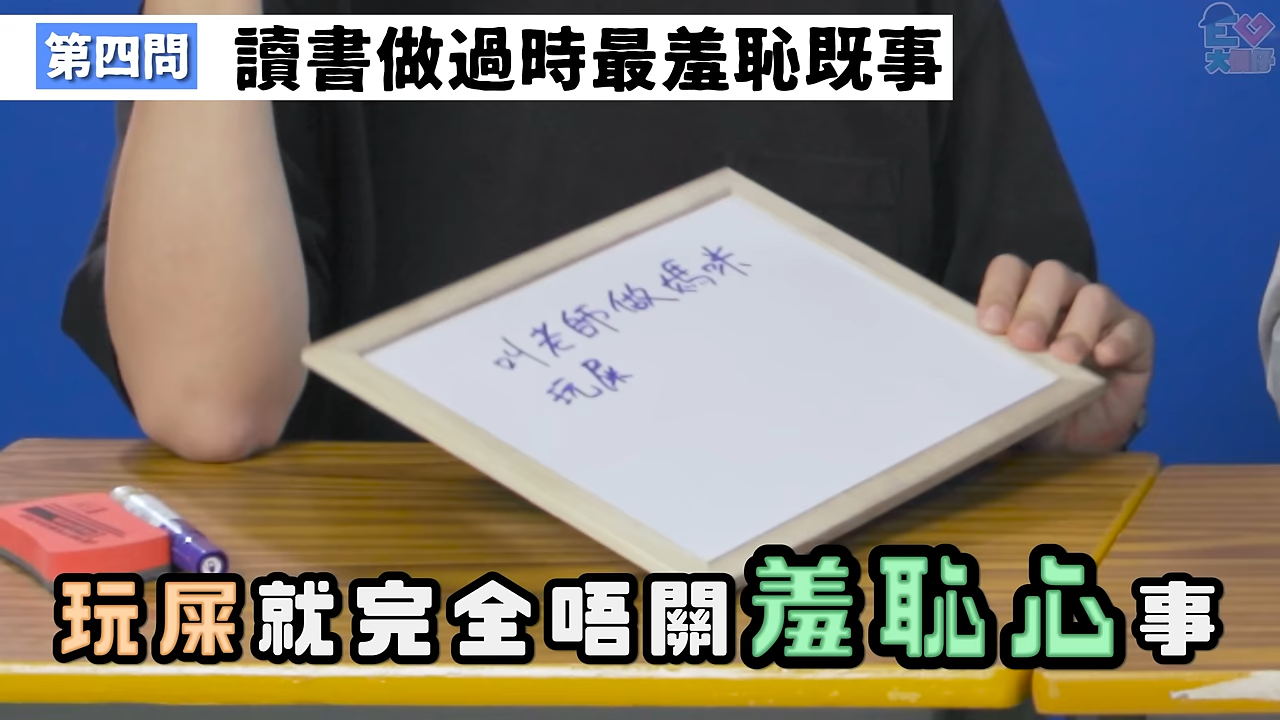 第四問
讀書做過時最羞恥既事
叫老師做媽咪
玩屎
玩屎就完全唔關羞恥心事